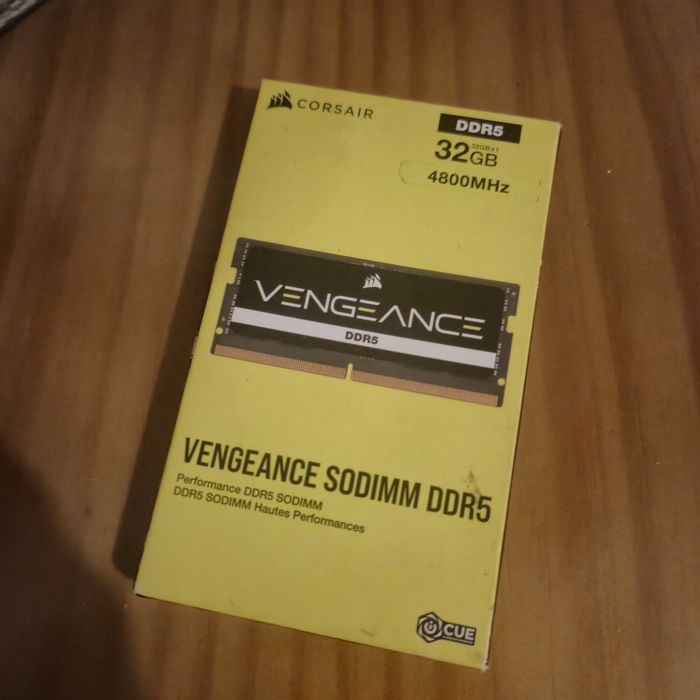 CORSAIR
DDR5
32GB
32GBx1
4800MHz
VENGEANCE
DDR5
VENGEANCE SODIMM DDR5
Performance DDR5 SODIMM
DDR5 SODIMM Hautes Performances
iCUE